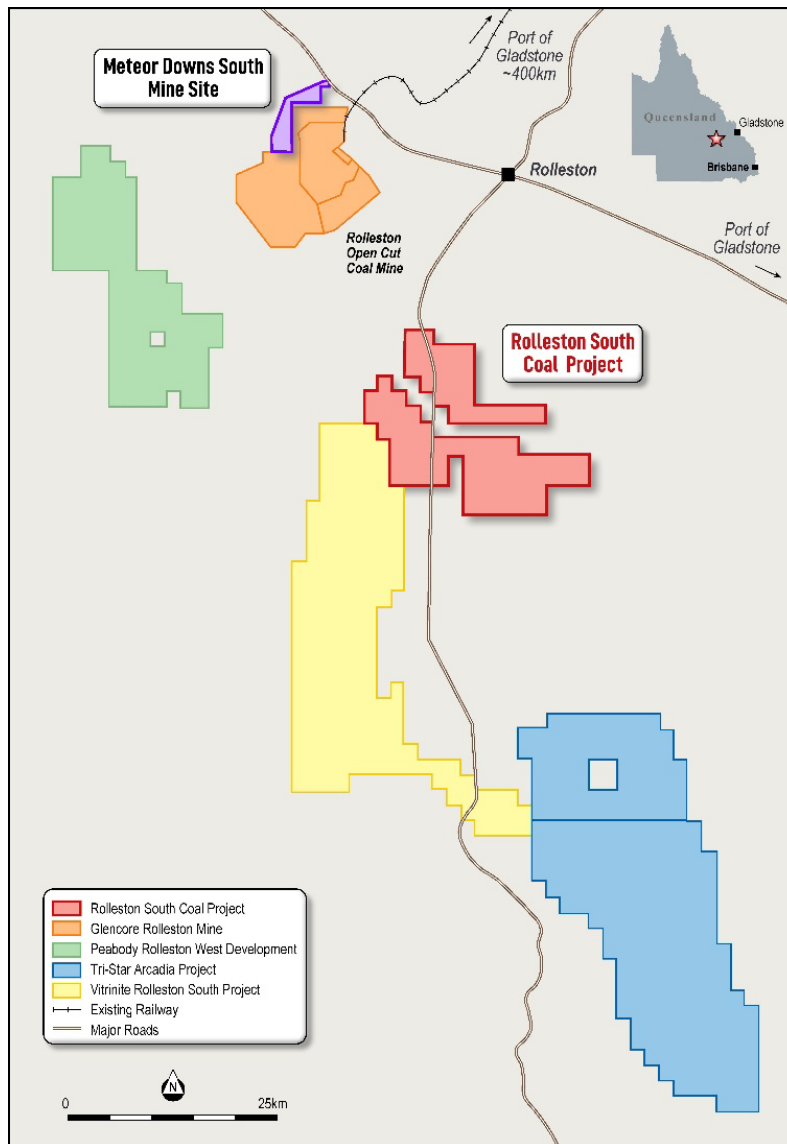 Meteor Downs South
Mine Site
Port of
Gladstone
~400km
Queensland
Gladstone
Brisbane
Rolleston
Port of
Gladstone
Rolleston
Open Cut
Coal Mine
Rolleston South
Coal Project
Rolleston South Coal Project
Glencore Rolleston Mine
Peabody Rolleston West Development
Tri-Star Arcadia Project
Vitrinite Rolleston South Project
Existing Railway
Major Roads
N
0
25km